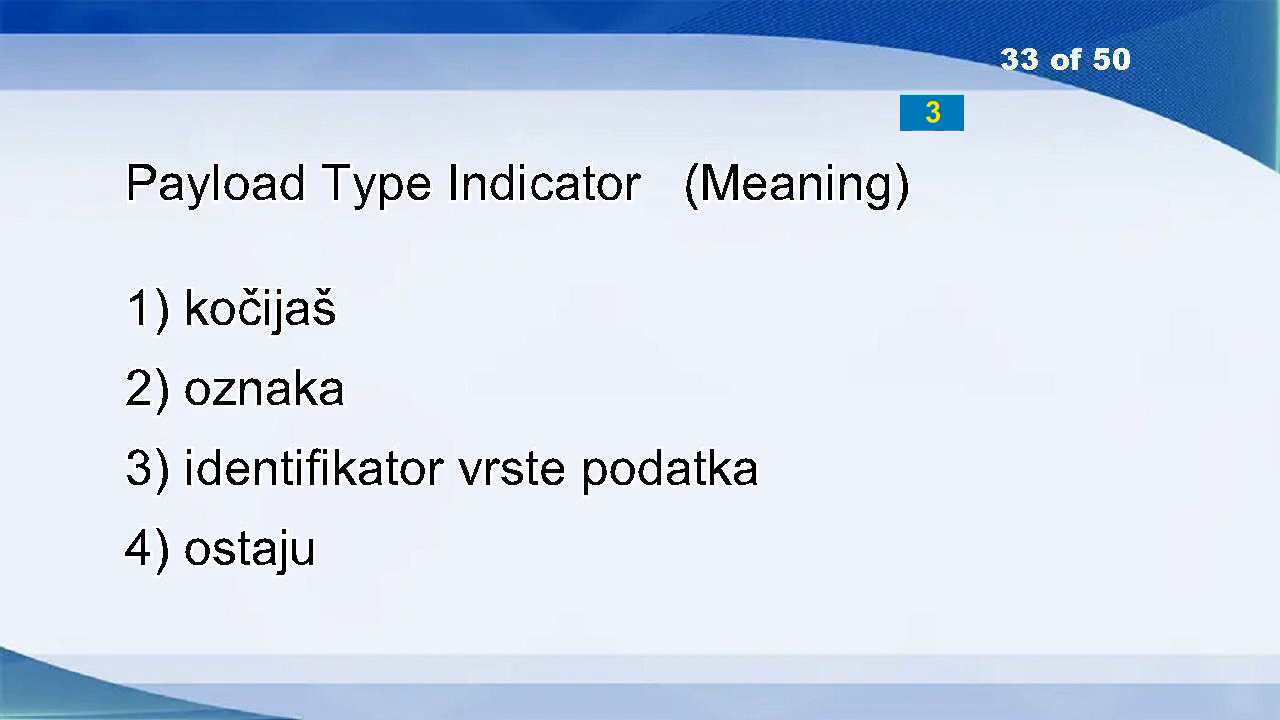 33 of 50
3
Payload Type Indicator (Meaning)
1) kočijaš
2) oznaka
3) identifikator vrste podatka
4) ostaju